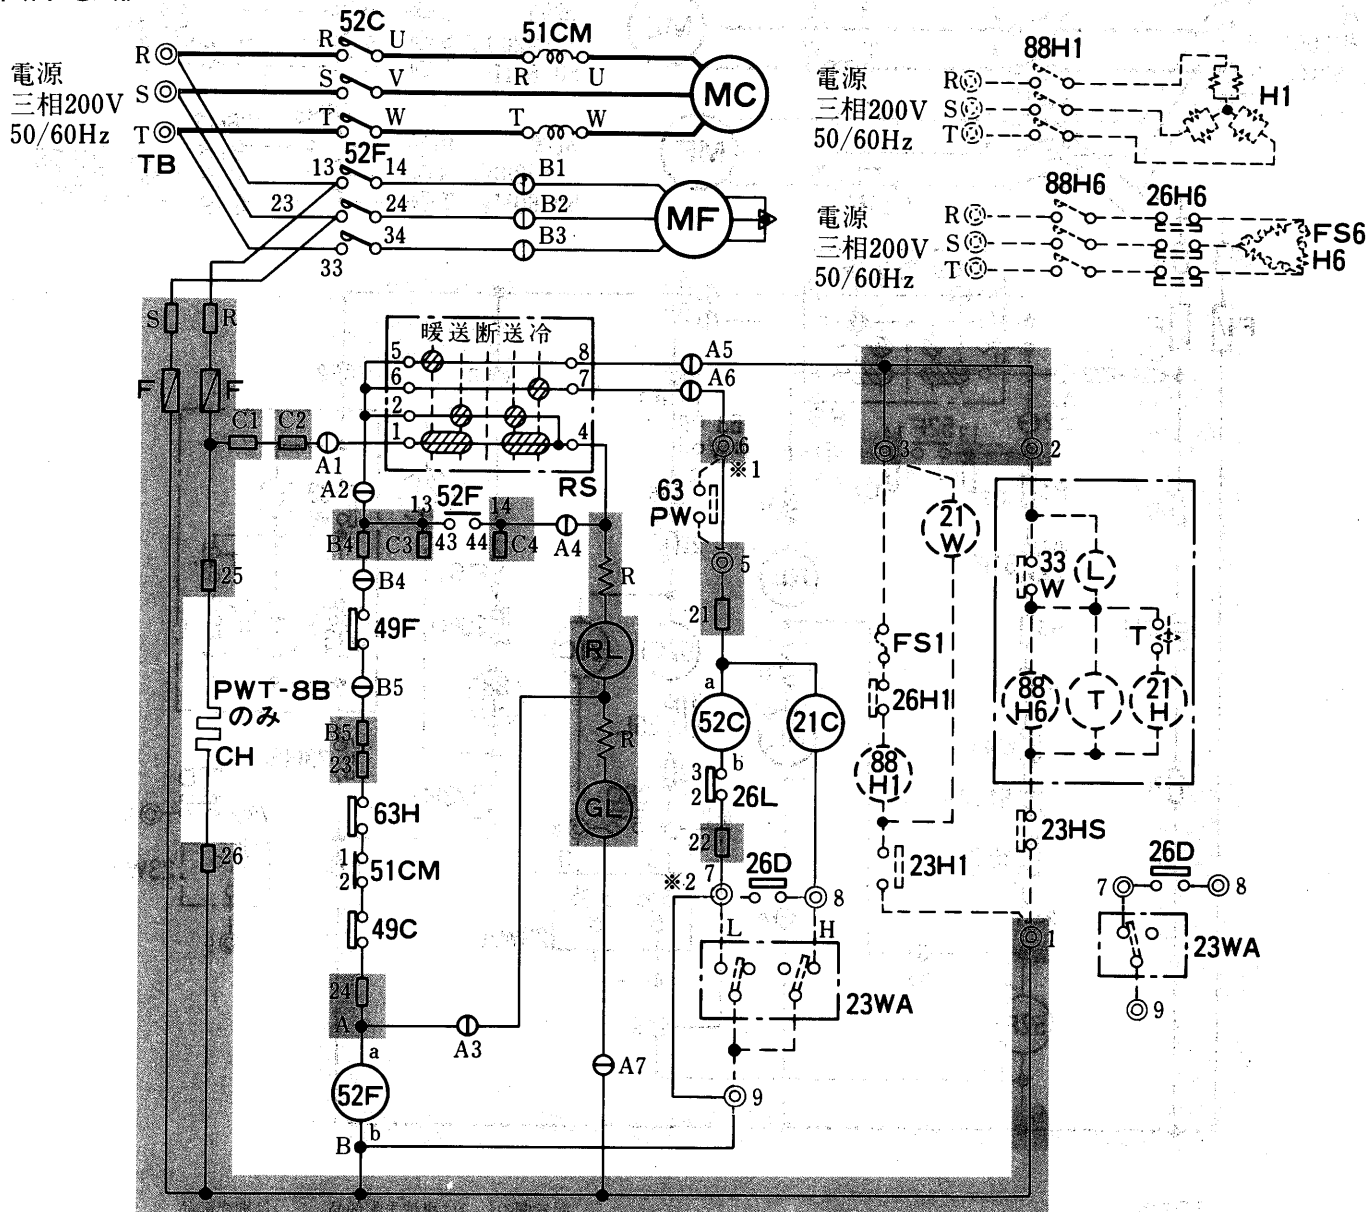 52C
R U
51CM
R
電源
三相200V
50/60Hz
S
S V
R U
MC
T
T W
T W
TB
52F
13 14
B1
23 24
B2
MF
34
B3
33
88H1
電源
三相200V
50/60Hz
R
S
T
H1
88H6
26H6
電源
三相200V
50/60Hz
R
S
T
FS6
H6
S R
暖送断送冷
5 8
A5
6 7
A6
F F
2
C1 C2
1 4
A1
RS
A2
6
※1
3
2
52F
13 14
63
PW
B4 C3 43 44 C4 A4
21
W
5
B4
R
33
W
L
25
21
49F
RL
FS1
T
PWT-8B
のみ
B5
a
26H1
88
H6
T
21
H
CH
B5
R
52C 21C
23
b
88
H1
3
2
26L
63H
GL
26
22
23HS
1
2
51CM
7
26D
23H1
26D
※2
8
7 8
49C
L H
1
23WA
24
23WA
A
A3
9
a
A7
52F
9
B b